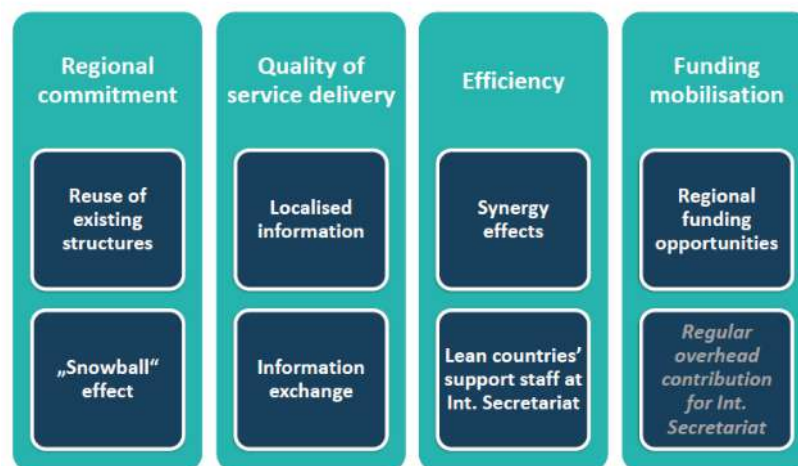 Regional
commitment
Reuse of
existing
structures
„Snowball“
effect
Quality of
service delivery
Localised
information
Information
exchange
Efficiency
Synergy
effects
Lean countries’
support staff at
Int. Secretariat
Funding
mobilisation
Regional
funding
opportunities
Regular
overhead
contribution
for Int.
Secretariat